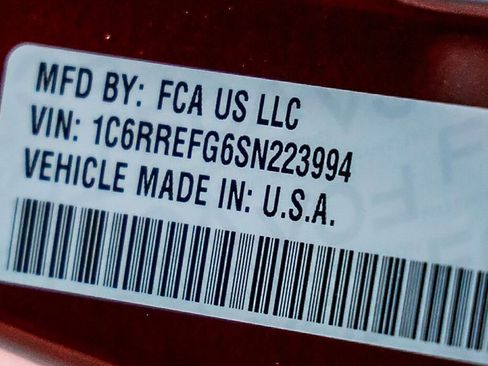 MFD BY: FCA US LLC
VIN: 1C6RREFG6SN223994
VEHICLE MADE IN: U.S.A.